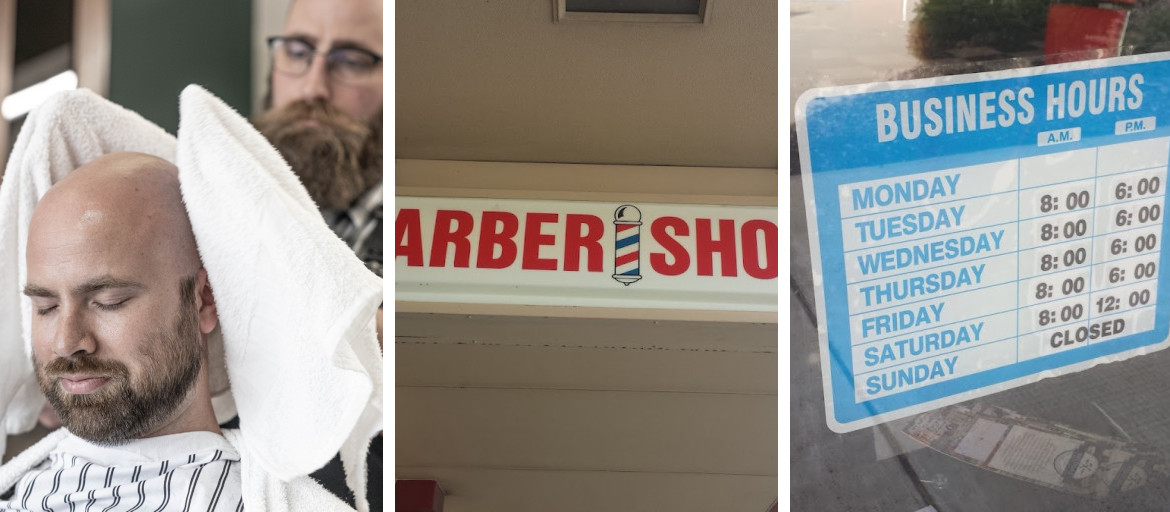 ARBER SHO
BUSINESS HOURS
A.M. P.M.
MONDAY
TUESDAY 8:00 6:00
WEDNESDAY 8:00 6:00
THURSDAY 8:00 6:00
FRIDAY 8:00 6:00
SATURDAY 8:00 12:00
SUNDAY CLOSED